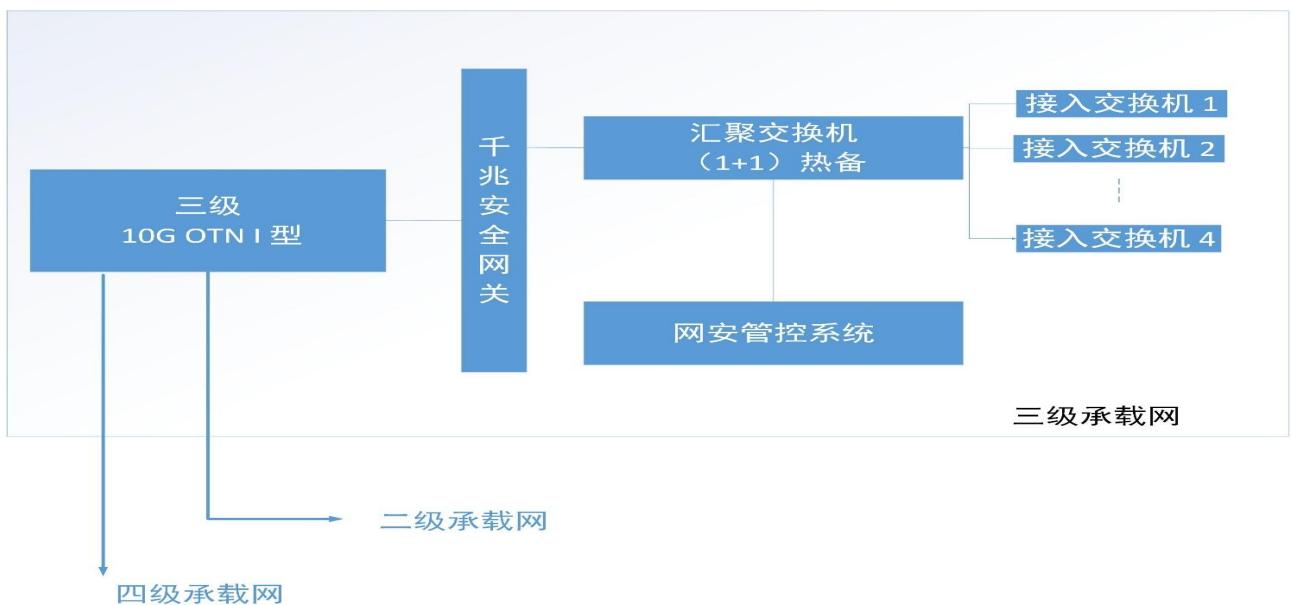 三级
10G OTN I 型
千兆安全网关
汇聚交换机
（1+1）热备
接入交换机 1
接入交换机 2
接入交换机 4
网安管控系统
三级承载网
二级承载网
四级承载网